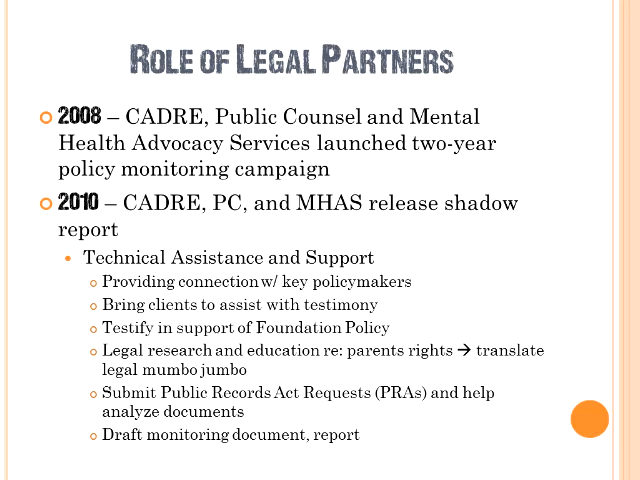 Role of Legal Partners
2008 – CADRE, Public Counsel and Mental
Health Advocacy Services launched two-year
policy monitoring campaign
2010 – CADRE, PC, and MHAS release shadow
report
Technical Assistance and Support
Providing connection w/ key policymakers
Bring clients to assist with testimony
Testify in support of Foundation Policy
Legal research and education re: parents rights → translate
legal mumbo jumbo
Submit Public Records Act Requests (PRAs) and help
analyze documents
Draft monitoring document, report